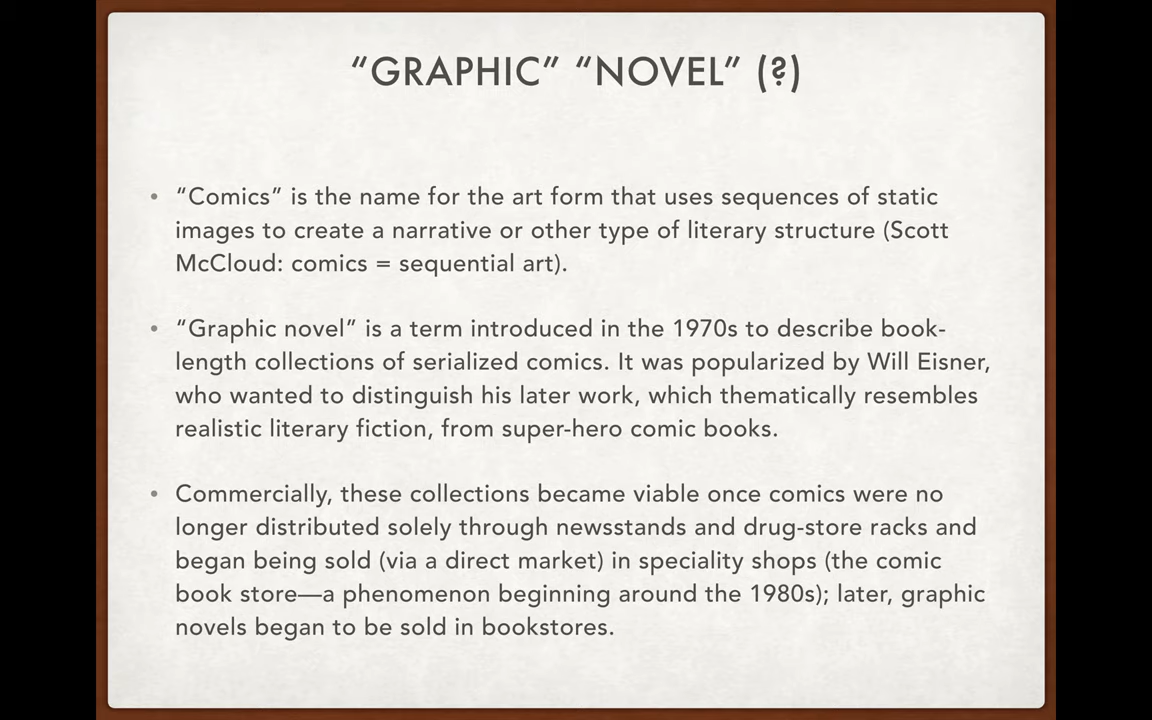 “GRAPHIC” “NOVEL” (?)
• “Comics” is the name for the art form that uses sequences of static
images to create a narrative or other type of literary structure (Scott
McCloud: comics = sequential art).
• “Graphic novel” is a term introduced in the 1970s to describe book-
length collections of serialized comics. It was popularized by Will Eisner,
who wanted to distinguish his later work, which thematically resembles
realistic literary fiction, from super-hero comic books.
• Commercially, these collections became viable once comics were no
longer distributed solely through newsstands and drug-store racks and
began being sold (via a direct market) in speciality shops (the comic
book store—a phenomenon beginning around the 1980s); later, graphic
novels began to be sold in bookstores.